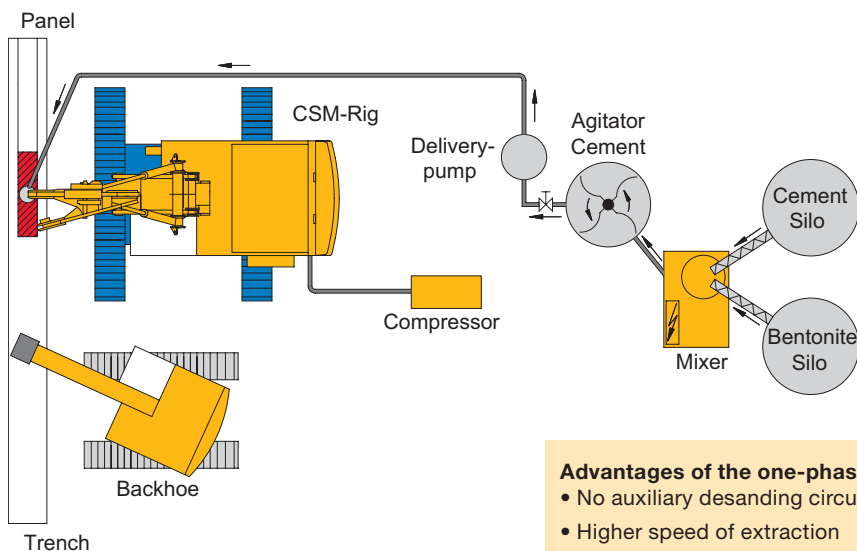 Panel
CSM-Rig
Delivery-
pump
Agitator
Cement
Cement
Silo
Compressor
Mixer
Bentonite
Silo
Backhoe
Trench
Advantages of the one-phas
• No auxiliary desanding circu
• Higher speed of extraction